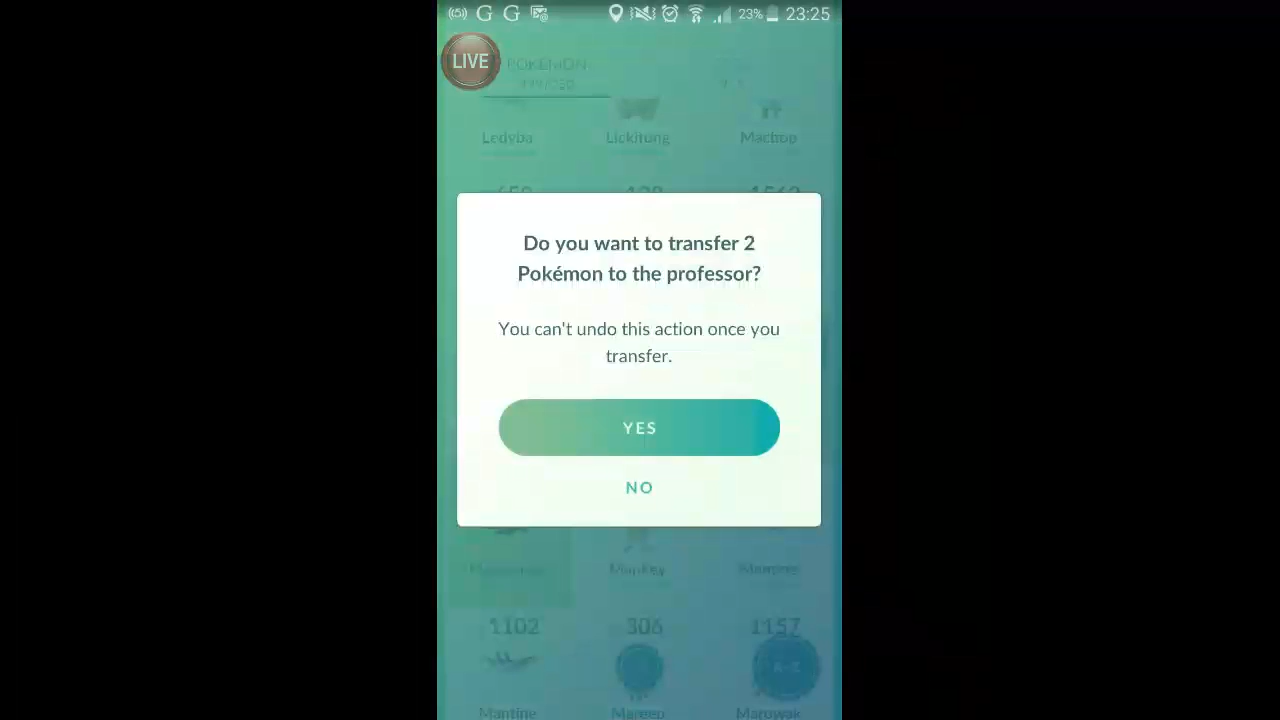 23% 23:25
LIVE
POKÉMON
Ledyba Lickitung Machop
Do you want to transfer 2
Pokémon to the professor?
You can't undo this action once you
transfer.
YES
NO
Mankey
1102 306 1157
Mantine Mareep Marowak